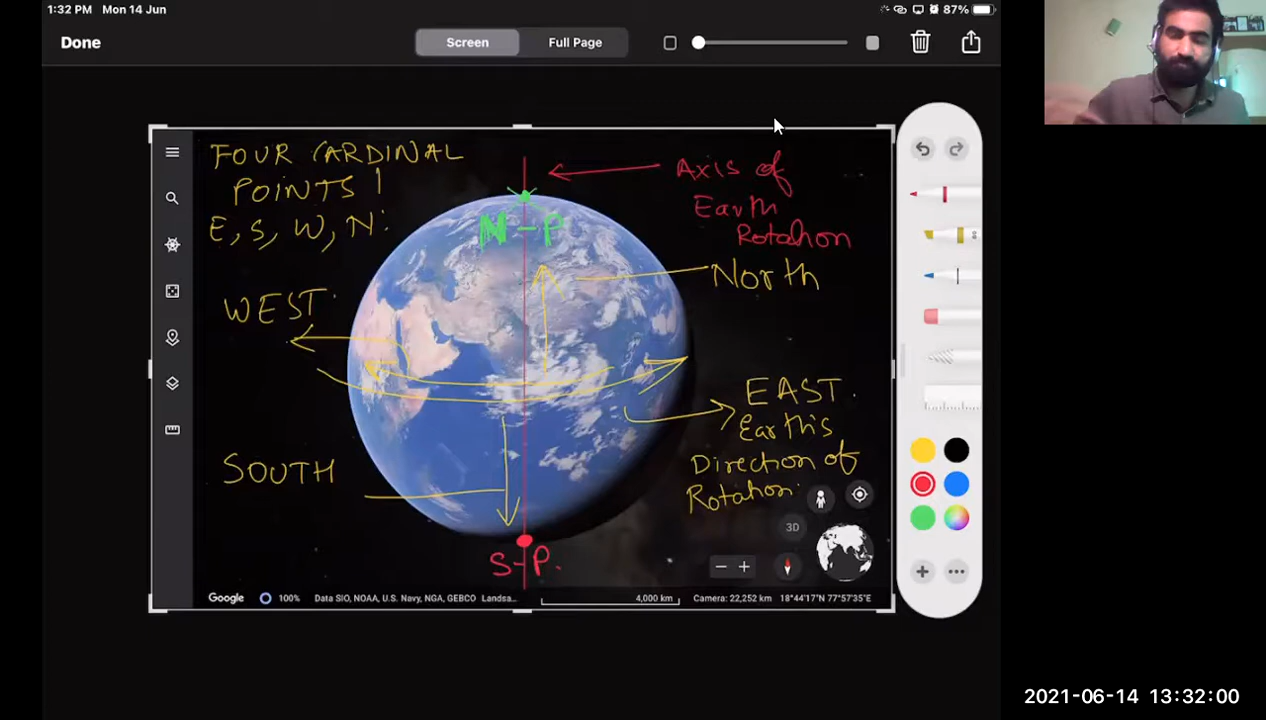 1:32 PM Mon 14 Jun
87%
Done
Screen
Full Page
FOUR CARDINAL
POINTS!
E, S, W, N:
Axis of
Earth
Rotation
N-P
North
WEST
EAST.
Earth's
Direction of
Rotation.
SOUTH
S-P.
3D
Google
100%
Data SIO, NOAA, U.S. Navy, NGA, GEBCO Landsa...
4,000 km
Camera: 22,252 km
18°44'17"N 77°57'35"E
2021-06-14 13:32:00